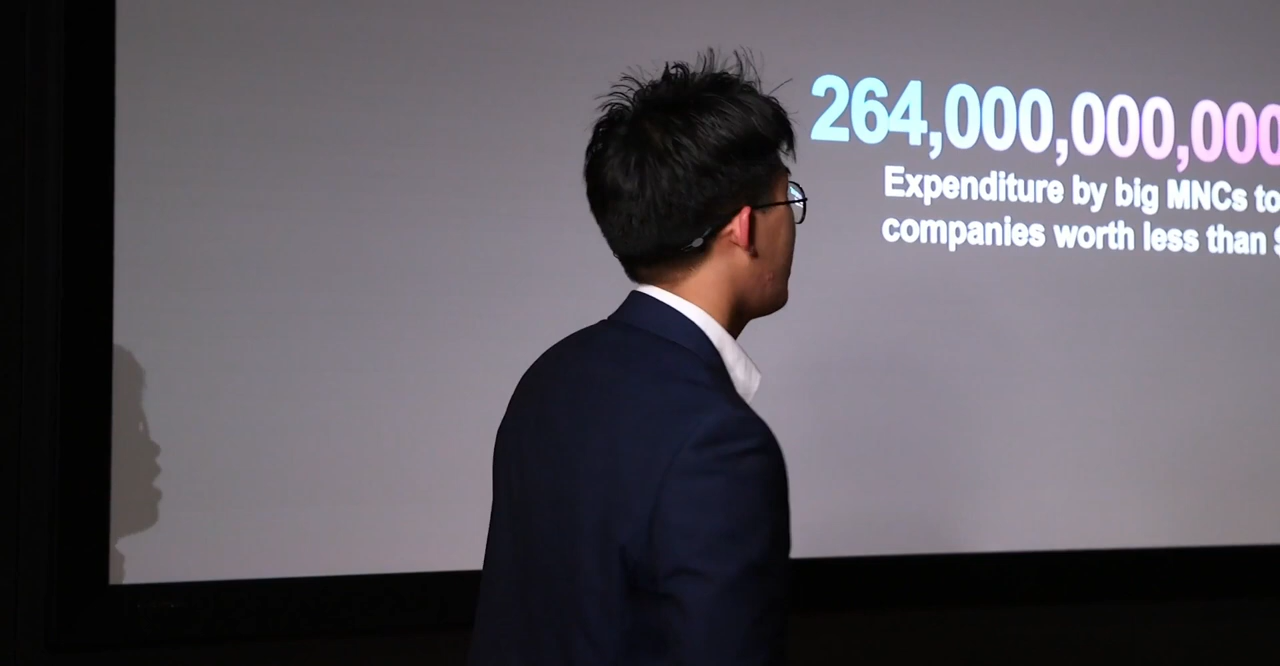 264,000,000,000
Expenditure by big MNCs to
companies worth less than